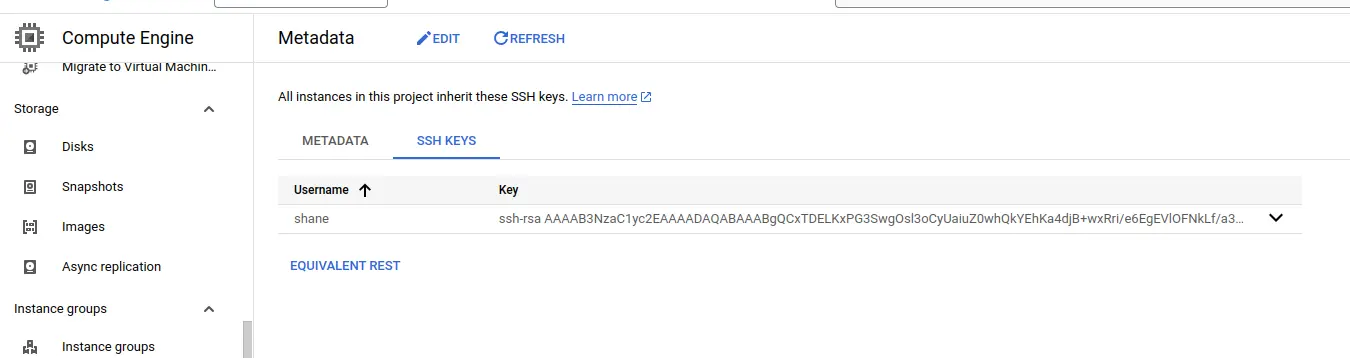 Compute Engine
Metadata
EDIT
REFRESH
Migrate to Virtual Machin...
Storage
Disks
Snapshots
Images
Async replication
Instance groups
Instance groups
All instances in this project inherit these SSH keys. Learn more
METADATA
SSH KEYS
Username
Key
shane
ssh-rsa AAAAB3NzaC1yc2EAAAADAQABAAABgQCxTDELKxPG3SwgOsl3oCyUaiuZ0whQkYEhKa4djB+wxRri/e6EgEVlOFNkLf/a3...
EQUIVALENT REST